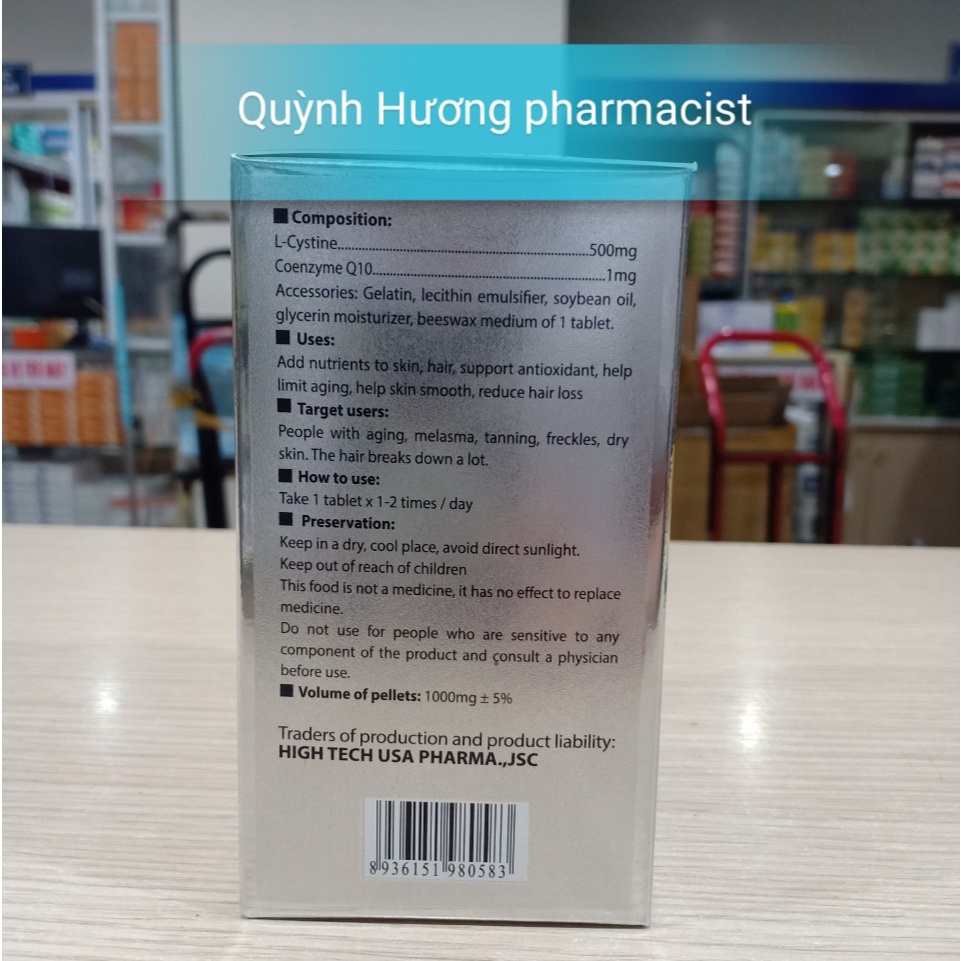 Quỳnh Hương pharmacist
Composition:
L-Cystine....................................................................500mg
Coenzyme Q10...............................................................1mg
Accessories: Gelatin, lecithin emulsifier, soybean oil,
glycerin moisturizer, beeswax medium of 1 tablet.
Uses:
Add nutrients to skin, hair, support antioxidant, help
limit aging, help skin smooth, reduce hair loss
Target users:
People with aging, melasma, tanning, freckles, dry
skin. The hair breaks down a lot.
How to use:
Take 1 tablet x 1-2 times / day
Preservation:
Keep in a dry, cool place, avoid direct sunlight.
Keep out of reach of children
This food is not a medicine, it has no effect to replace
medicine.
Do not use for people who are sensitive to any
component of the product and consult a physician
before use.
Volume of pellets: 1000mg ± 5%
Traders of production and product liability:
HIGH TECH USA PHARMA.,JSC
8 936151 980583